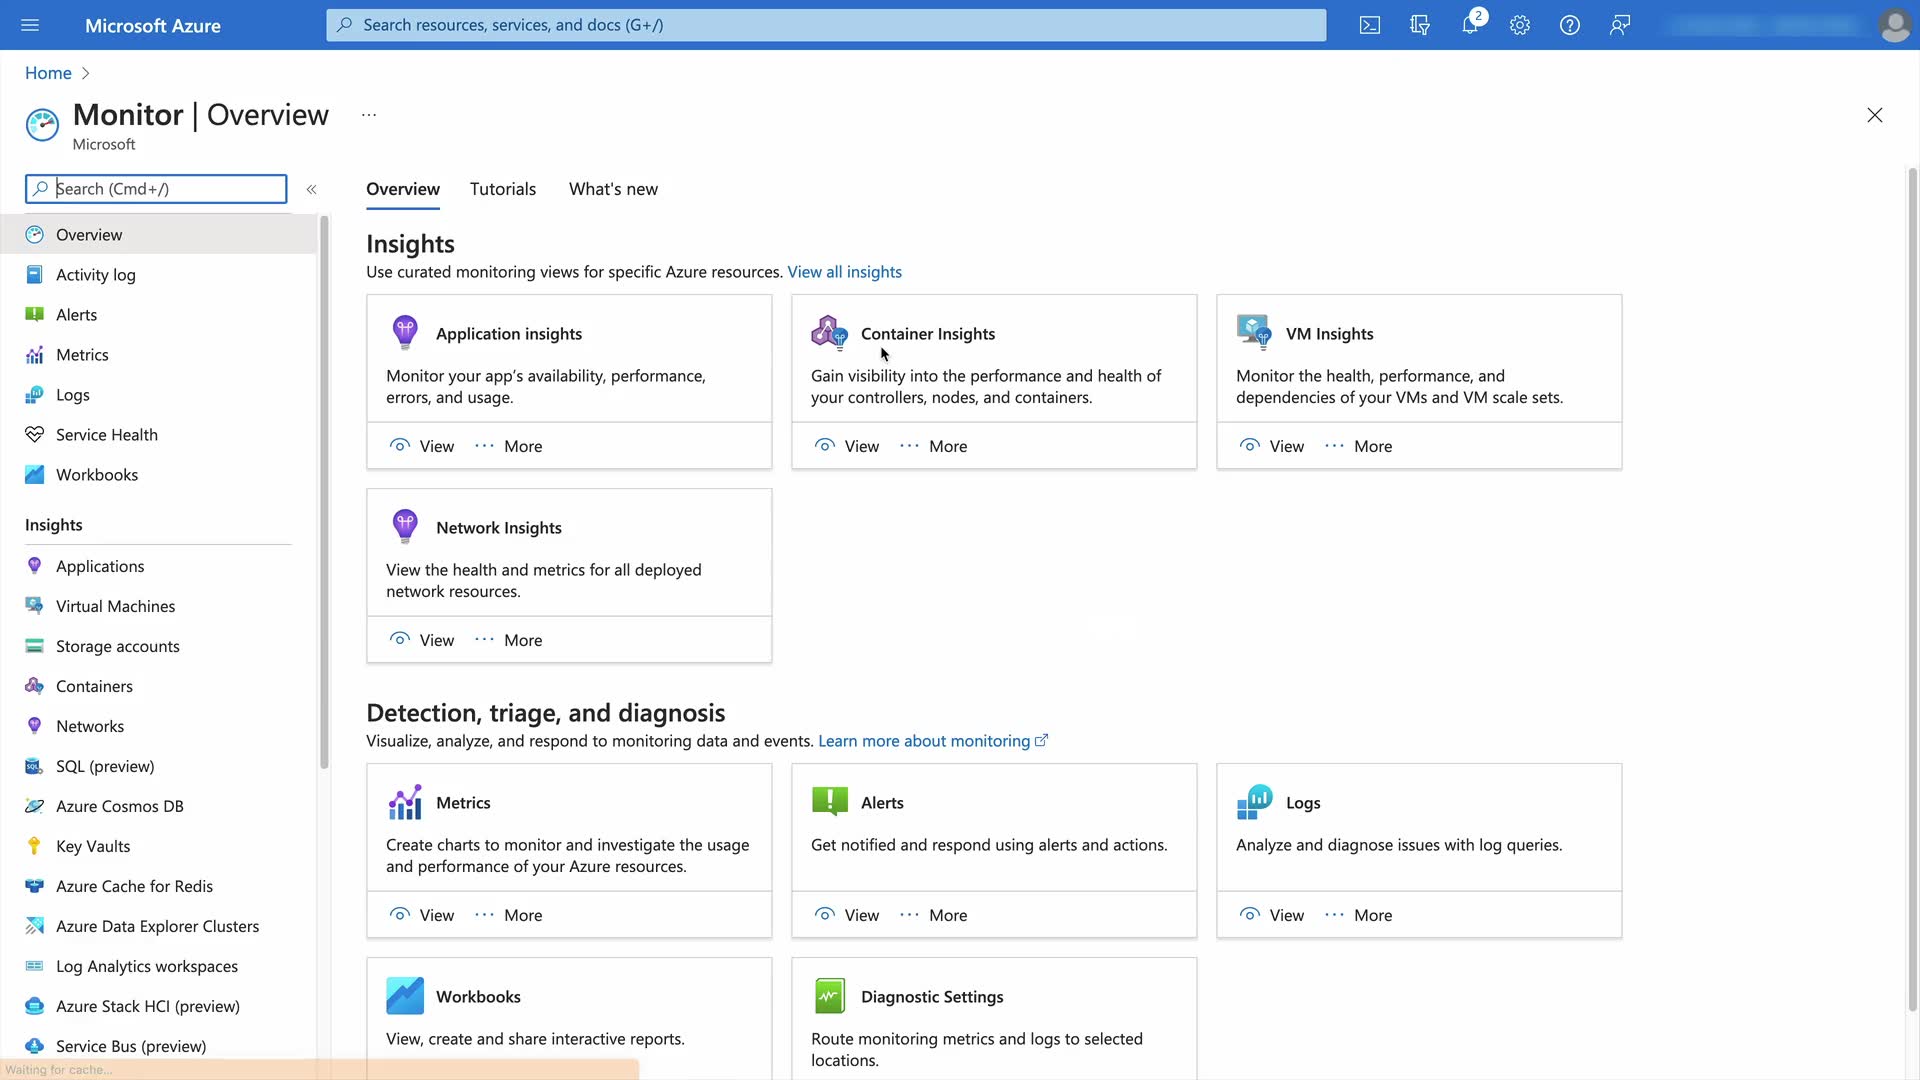 Microsoft Azure
Search resources, services, and docs (G+/)
2
Home
Monitor | Overview
...
Microsoft
Search (Cmd+/)
«
Overview
Activity log
Alerts
Metrics
Logs
Service Health
Workbooks
Insights
Applications
Virtual Machines
Storage accounts
Containers
Networks
SQL (preview)
Azure Cosmos DB
Key Vaults
Azure Cache for Redis
Azure Data Explorer Clusters
Log Analytics workspaces
Azure Stack HCI (preview)
Service Bus (preview)
Waiting for cache...
Overview Tutorials What's new
Insights
Use curated monitoring views for specific Azure resources. View all insights
Application insights
Monitor your app’s availability, performance,
errors, and usage.
View ... More
Container Insights
Gain visibility into the performance and health of
your controllers, nodes, and containers.
View ... More
VM Insights
Monitor the health, performance, and
dependencies of your VMs and VM scale sets.
View ... More
Network Insights
View the health and metrics for all deployed
network resources.
View ... More
Detection, triage, and diagnosis
Visualize, analyze, and respond to monitoring data and events. Learn more about monitoring
Metrics
Create charts to monitor and investigate the usage
and performance of your Azure resources.
View ... More
Alerts
Get notified and respond using alerts and actions.
View ... More
Logs
Analyze and diagnose issues with log queries.
View ... More
Workbooks
View, create and share interactive reports.
Diagnostic Settings
Route monitoring metrics and logs to selected
locations.